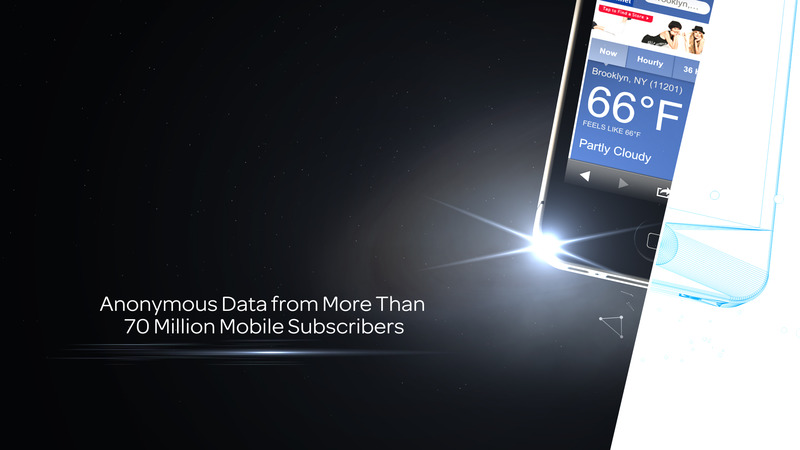 Tap to Find a Store
Now
Hourly
36
Brooklyn, NY (11201)
66°F
FEELS LIKE 66°F
Partly Cloudy
Anonymous Data from More Than
70 Million Mobile Subscribers